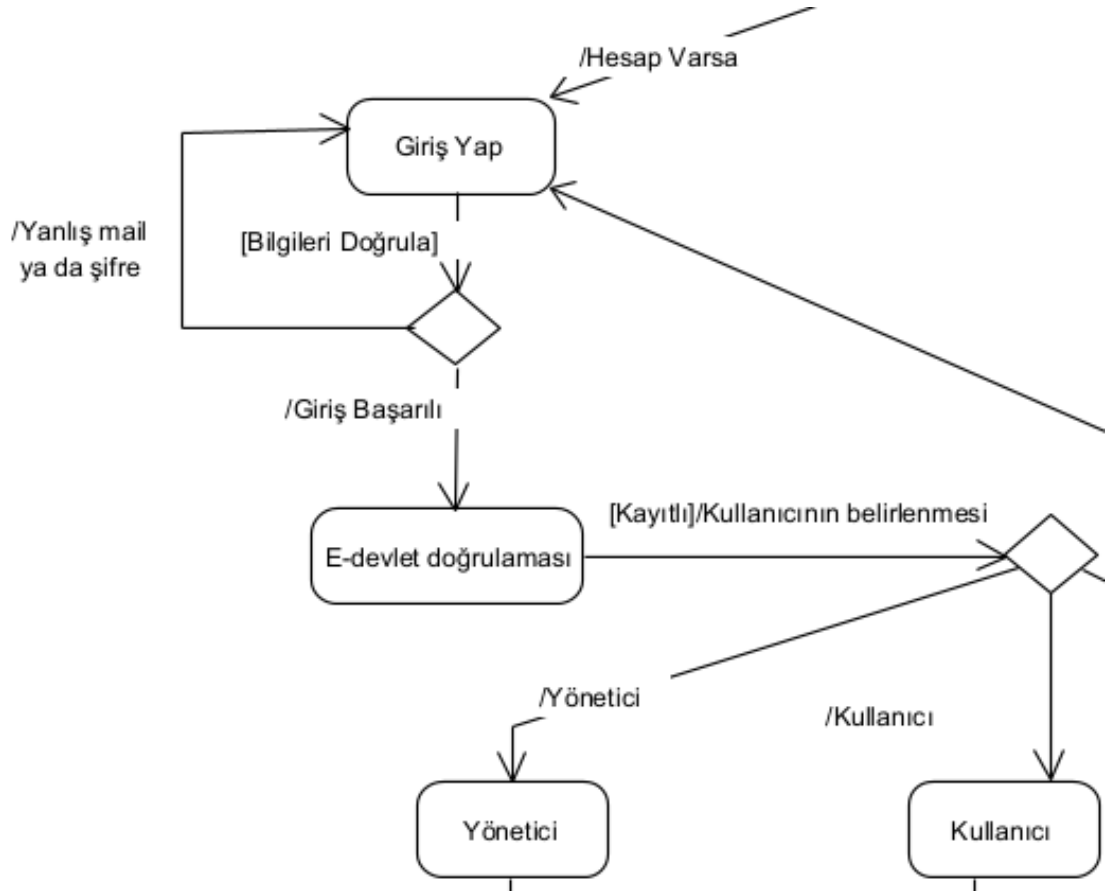 /Hesap Varsa
Giriş Yap
/Yanlış mail
ya da şifre
[Bilgileri Doğrula]
/Giriş Başarılı
[Kayıtlı]/Kullanıcının belirlenmesi
E-devlet doğrulaması
/Yönetici
/Kullanıcı
Yönetici
Kullanıcı